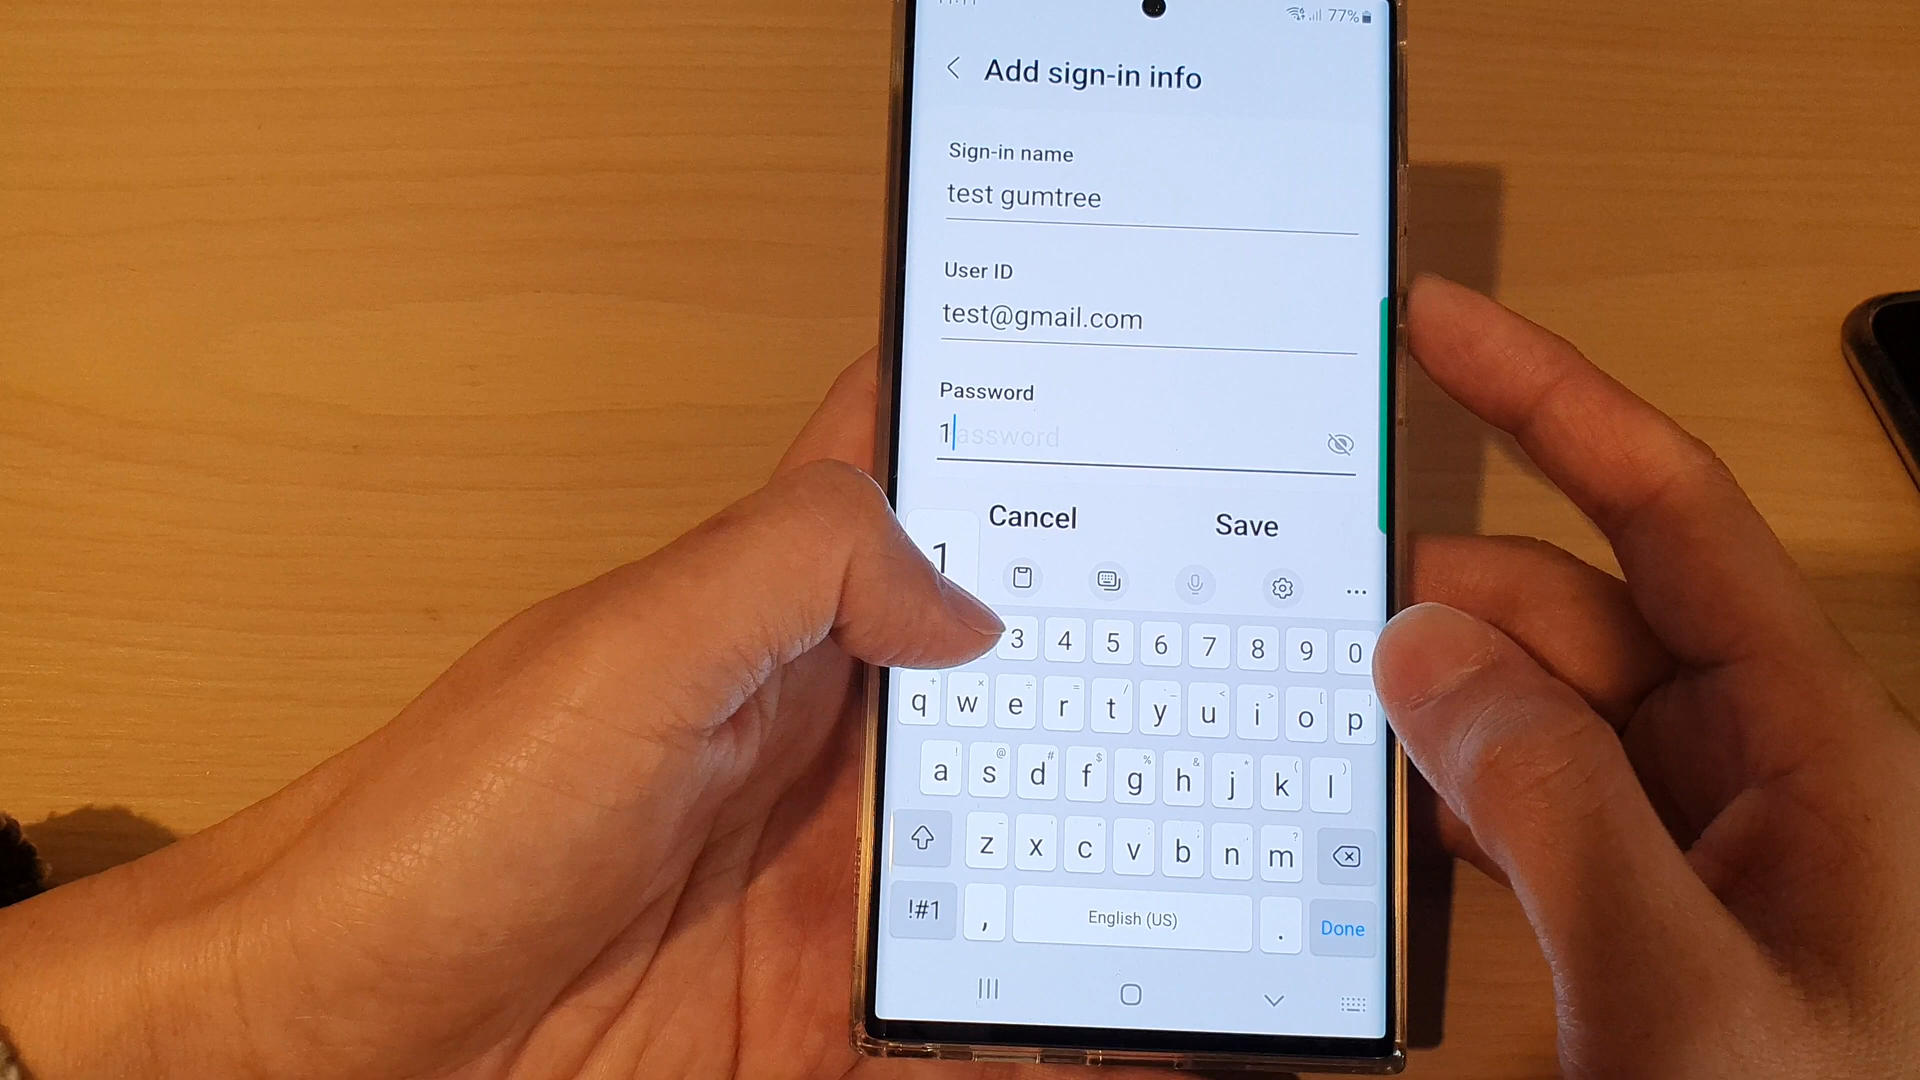 77%
Add sign-in info
Sign-in name
test gumtree
User ID
test@gmail.com
Password
1assword
Cancel Save
1
3 4 5 6 7 8 9 0
q w e r t y u i o p
a s d f g h j k l
z x c v b n m
!#1 , English (US) . Done